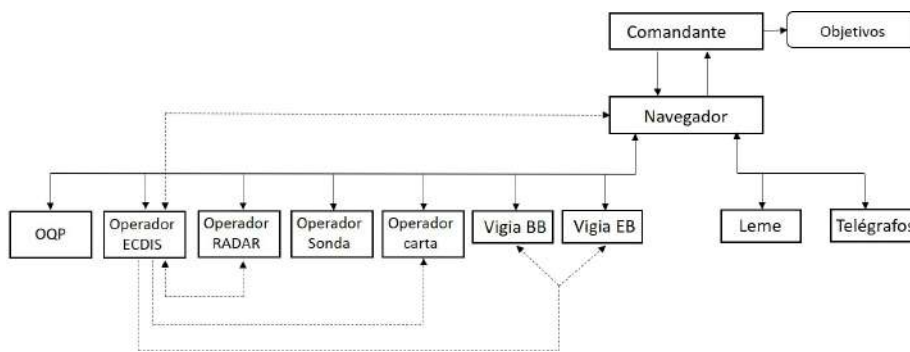 Comandante
Objetivos
Navegador
OQP
Operador
ECDIS
Operador
RADAR
Operador
Sonda
Operador
carta
Vigia BB
Vigia EB
Leme
Telégrafos